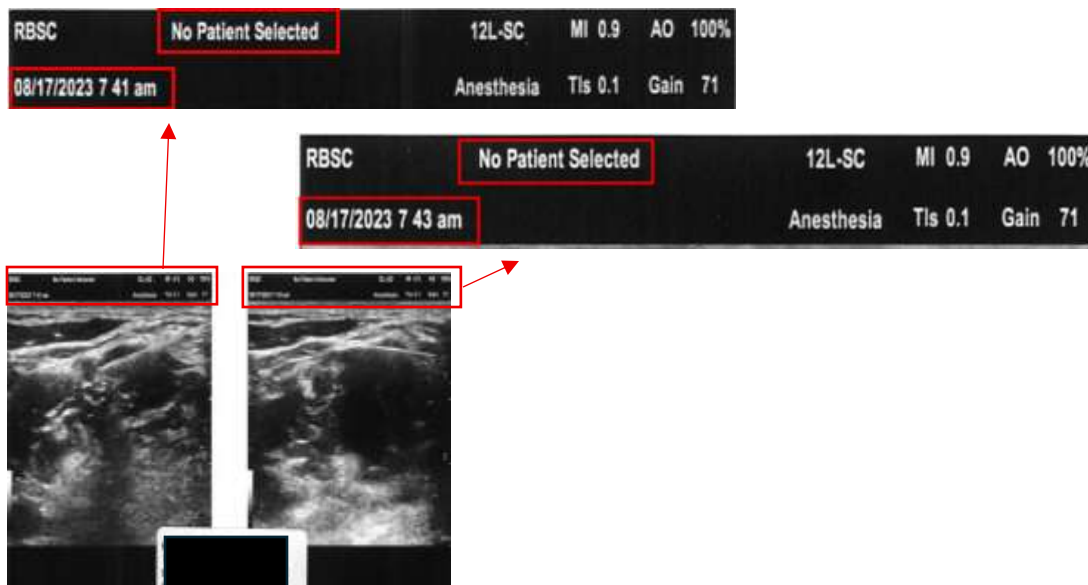 RBSC No Patient Selected 12L-SC MI 0.9 AO 100%
08/17/2023 7 41 am Anesthesia TIs 0.1 Gain 71
RBSC No Patient Selected 12L-SC MI 0.9 AO 100%
08/17/2023 7 43 am Anesthesia TIs 0.1 Gain 71